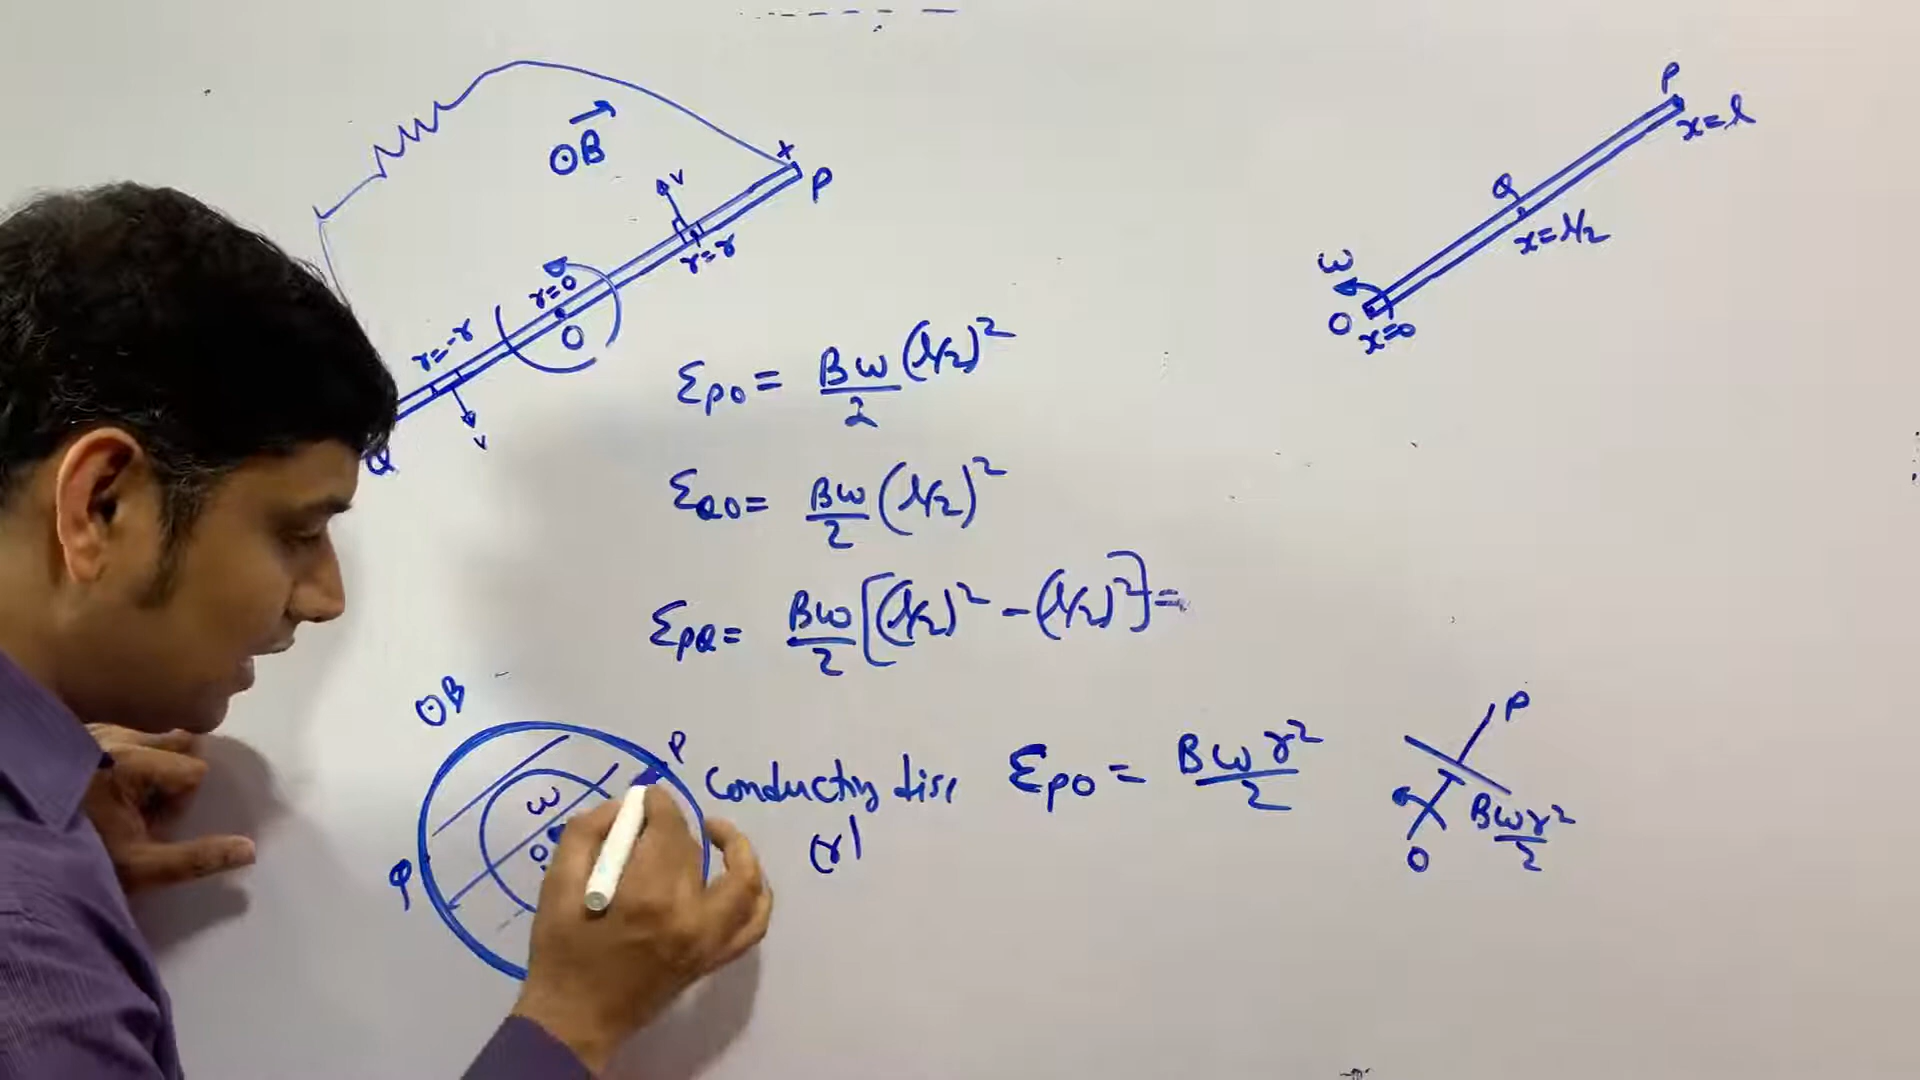 ⊙B⃗
x
P
v
r=r
r=0
O
r=-r
v
Q
P
x=l
Q
x=l/2
ω
O
x=0
ε_PO = Bω(l/2)²/2
ε_QO = Bω/2 (l/2)²
ε_PQ = Bω/2 [(l/2)² - (l/2)²] =
⊙B
P
ω
O
Q
Conducting disc
(r)
ε_PO = Bωr²/2
P
Bωr²/2
O